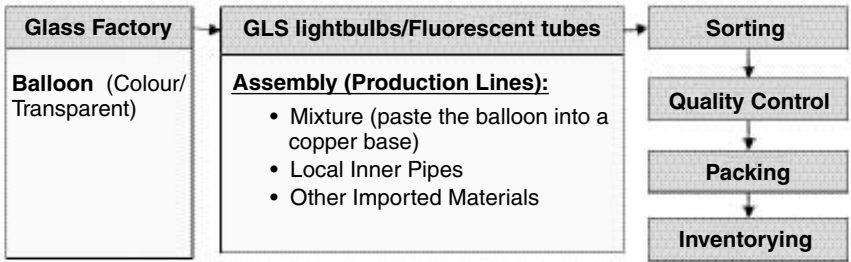 Glass Factory
Balloon (Colour/
Transparent)
GLS lightbulbs/Fluorescent tubes
Assembly (Production Lines):
• Mixture (paste the balloon into a
copper base)
• Local Inner Pipes
• Other Imported Materials
Sorting
Quality Control
Packing
Inventorying